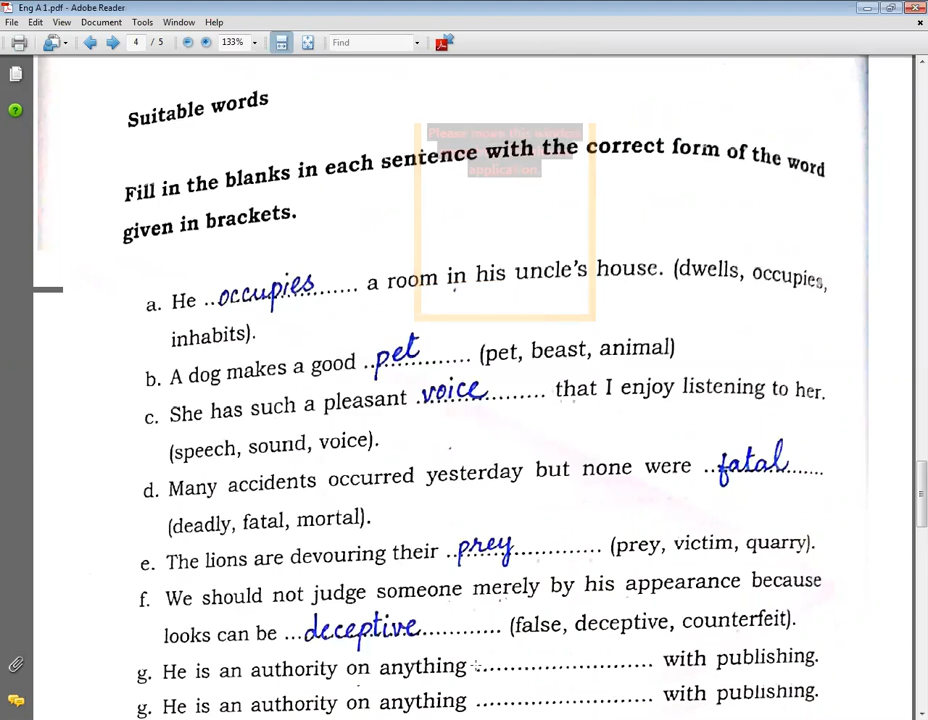 Eng A 1.pdf - Adobe Reader
File Edit View Document Tools Window Help
4 / 5 133% Find
Suitable words
Please move this window
application.
Fill in the blanks in each sentence with the correct form of the word
given in brackets.
a. He ..occupies........ a room in his uncle's house. (dwells, occupies,
inhabits).
b. A dog makes a good ..pet.......... (pet, beast, animal)
c. She has such a pleasant .voice.......... that I enjoy listening to her.
(speech, sound, voice).
d. Many accidents occurred yesterday but none were ..fatal......
(deadly, fatal, mortal).
e. The lions are devouring their ..prey............... (prey, victim, quarry).
f. We should not judge someone merely by his appearance because
looks can be ...deceptive............... (false, deceptive, counterfeit).
g. He is an authority on anything ................................ with publishing.
g. He is an authority on anything ................................ with publishing.